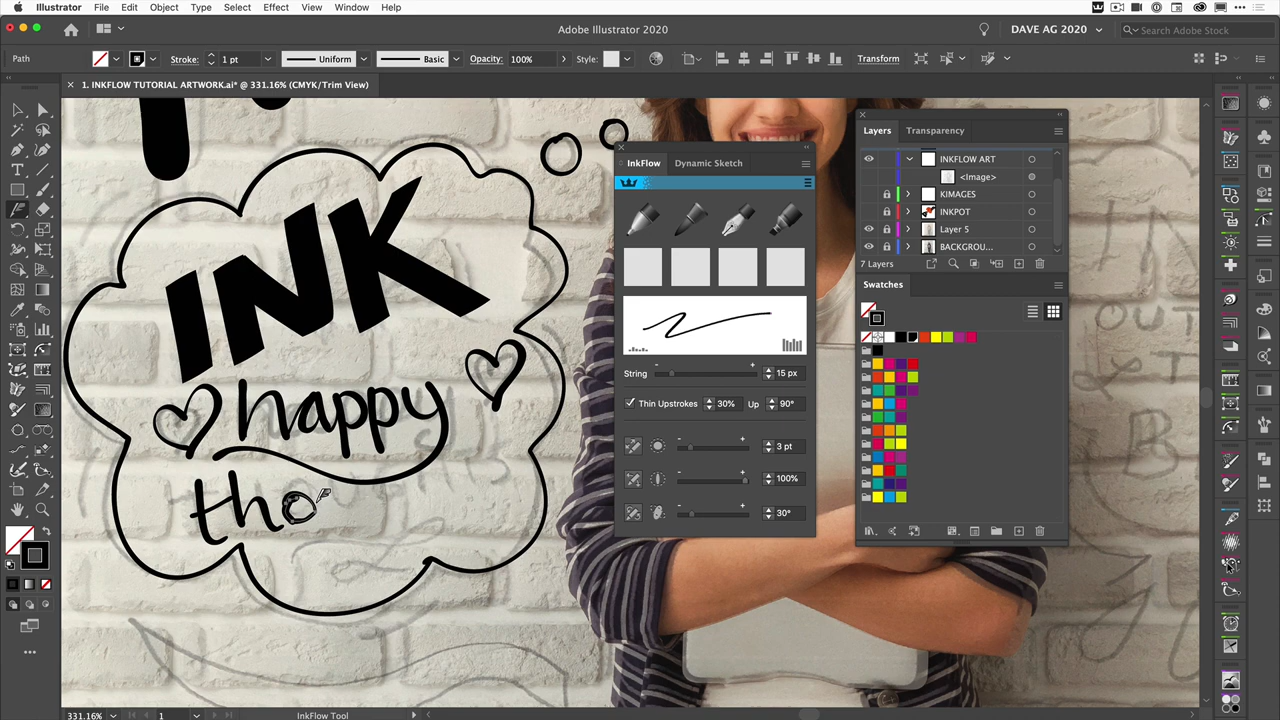 Illustrator File Edit Object Type Select Effect View Window Help
Adobe Illustrator 2020
DAVE AG 2020
Search Adobe Stock
Path Stroke: 1 pt Uniform Basic Opacity: 100% Style: Transform
1. INKFLOW TUTORIAL ARTWORK.ai* @ 331.16% (CMYK/Trim View)
INK
happy
tho
InkFlow Dynamic Sketch
String 15 px
Thin Upstrokes 30% Up 90°
3 pt
100%
30°
Layers Transparency
INKFLOW ART
<Image>
KIMAGES
INKPOT
Layer 5
BACKGROU...
7 Layers
Swatches
OUT
331.16% 1 InkFlow Tool